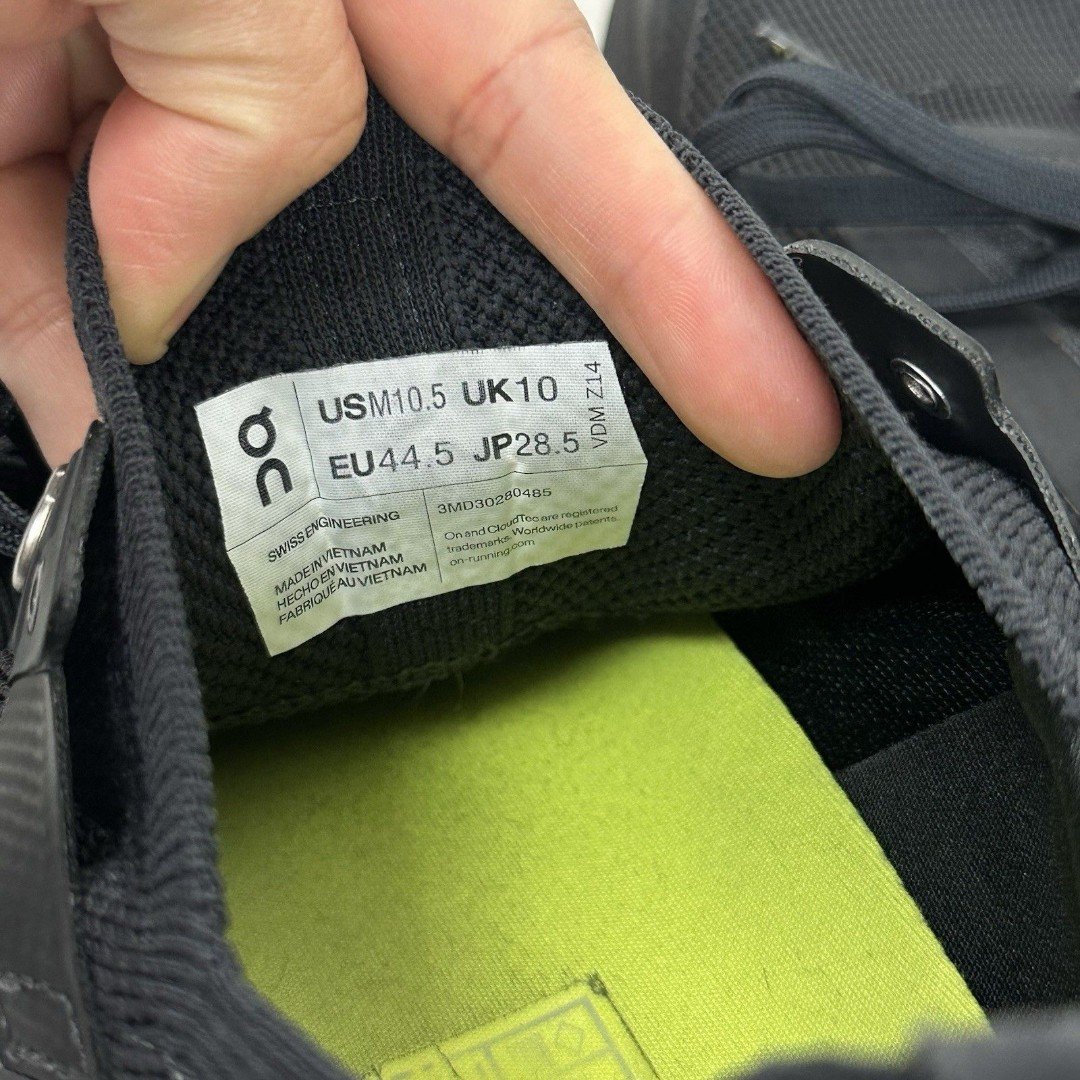 on
USM10.5 UK10
EU44.5 JP28.5
VDM Z14
SWISS ENGINEERING
MADE IN VIETNAM
HECHO EN VIETNAM
FABRIQUÉ AU VIETNAM
3MD30280485
On and CloudTec are registered
trademarks. Worldwide patents.
on-running.com